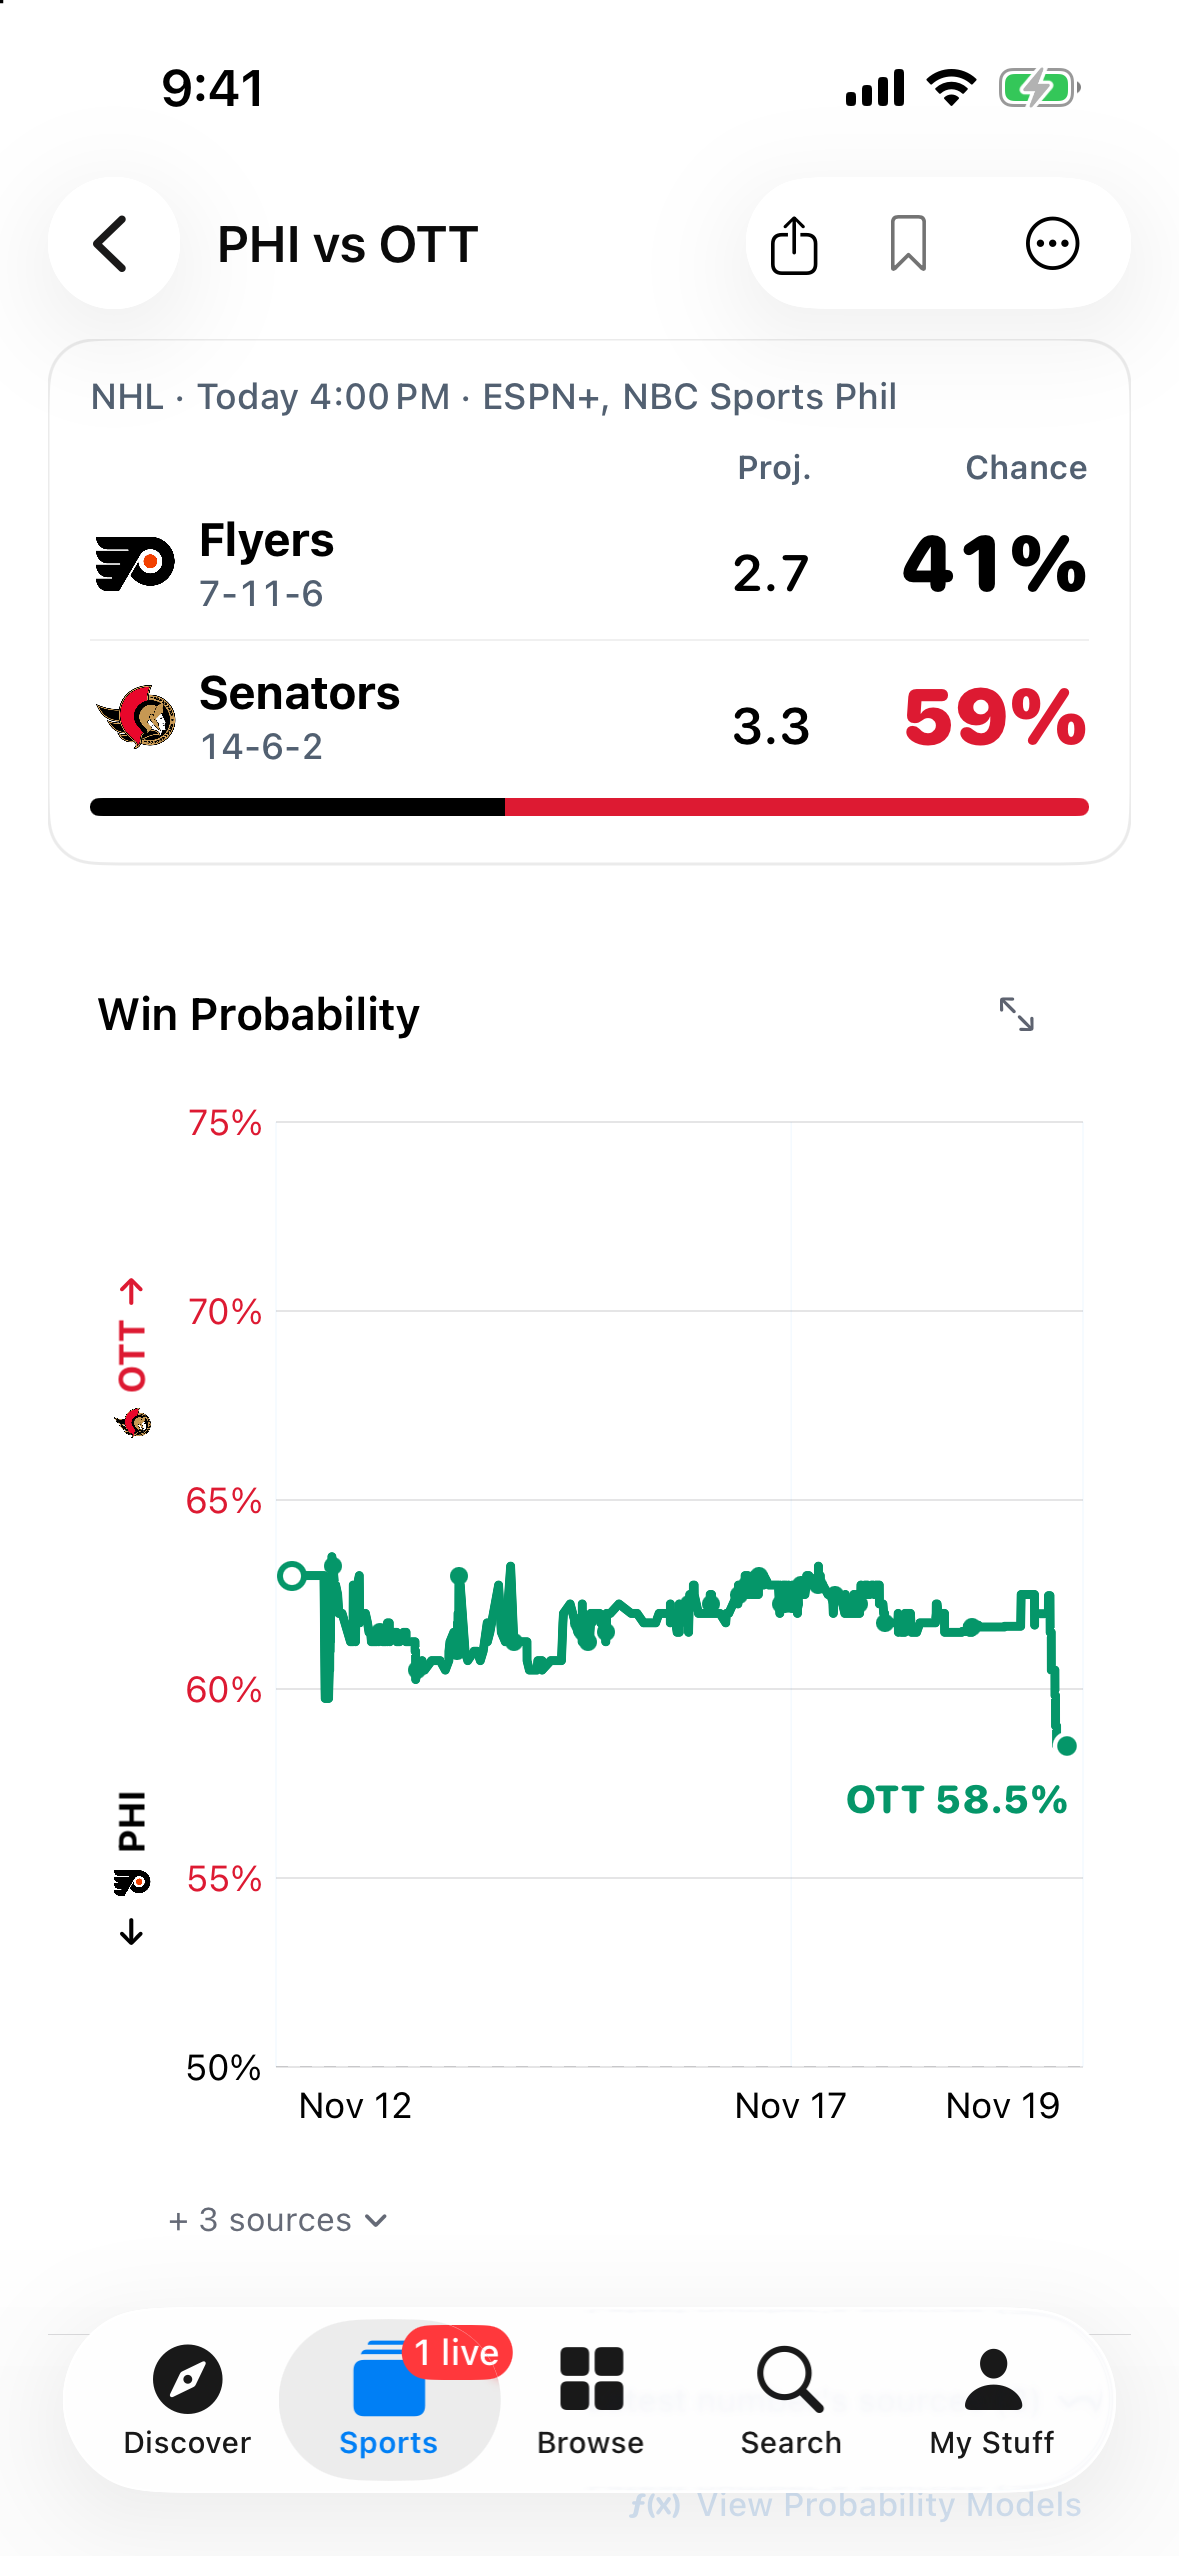 9:41
PHI vs OTT
NHL · Today 4:00 PM · ESPN+, NBC Sports Phil
Proj. Chance
Flyers
7-11-6
2.7 41%
Senators
14-6-2
3.3 59%
Win Probability
75%
70%
65%
60%
55%
50%
OTT →
← PHI
OTT 58.5%
Nov 12 Nov 17 Nov 19
+ 3 sources
1 live
Discover Sports Browse Search My Stuff
f(x) View Probability Models